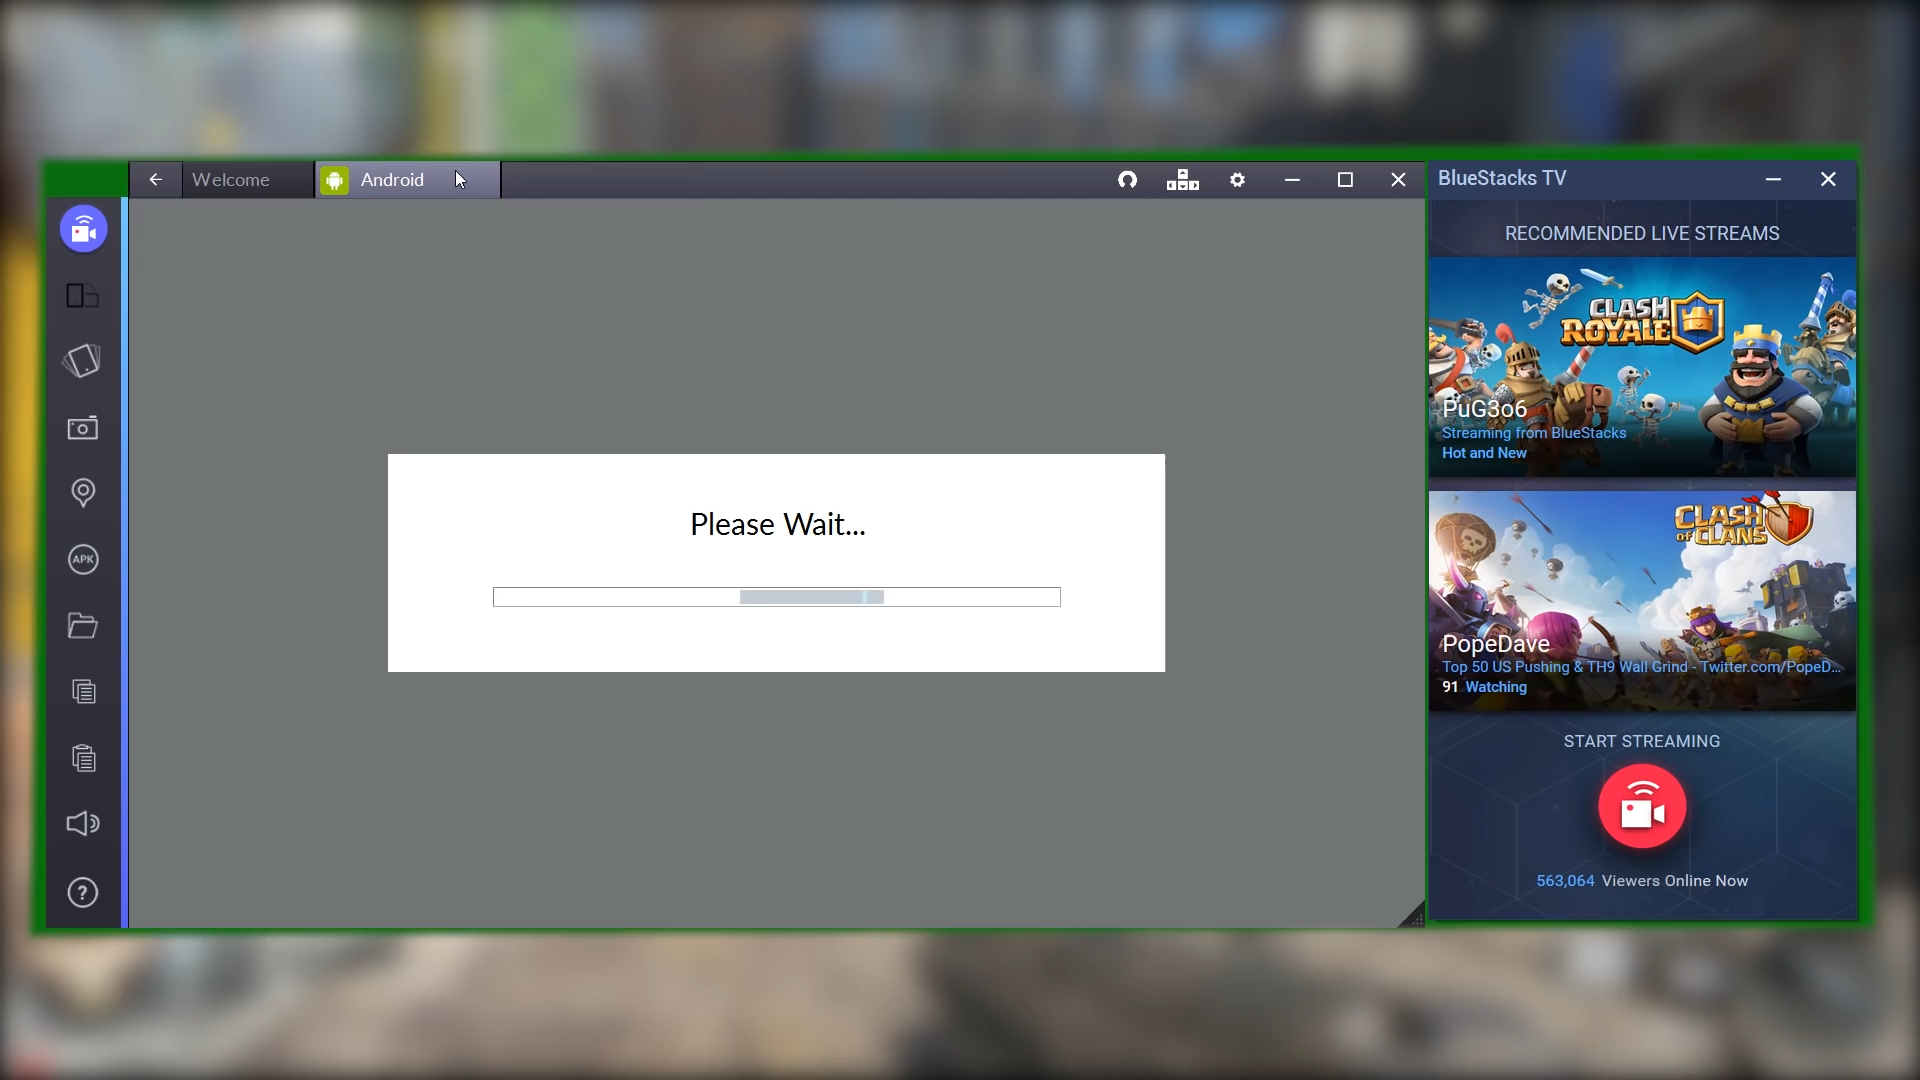 Welcome
Android
BlueStacks TV
RECOMMENDED LIVE STREAMS
CLASH
ROYALE
PuG3o6
Streaming from BlueStacks
Hot and New
CLASH
OF CLANS
PopeDave
Top 50 US Pushing & TH9 Wall Grind - Twitter.com/PopeD...
91 Watching
START STREAMING
563,064 Viewers Online Now
Please Wait...
APK
?